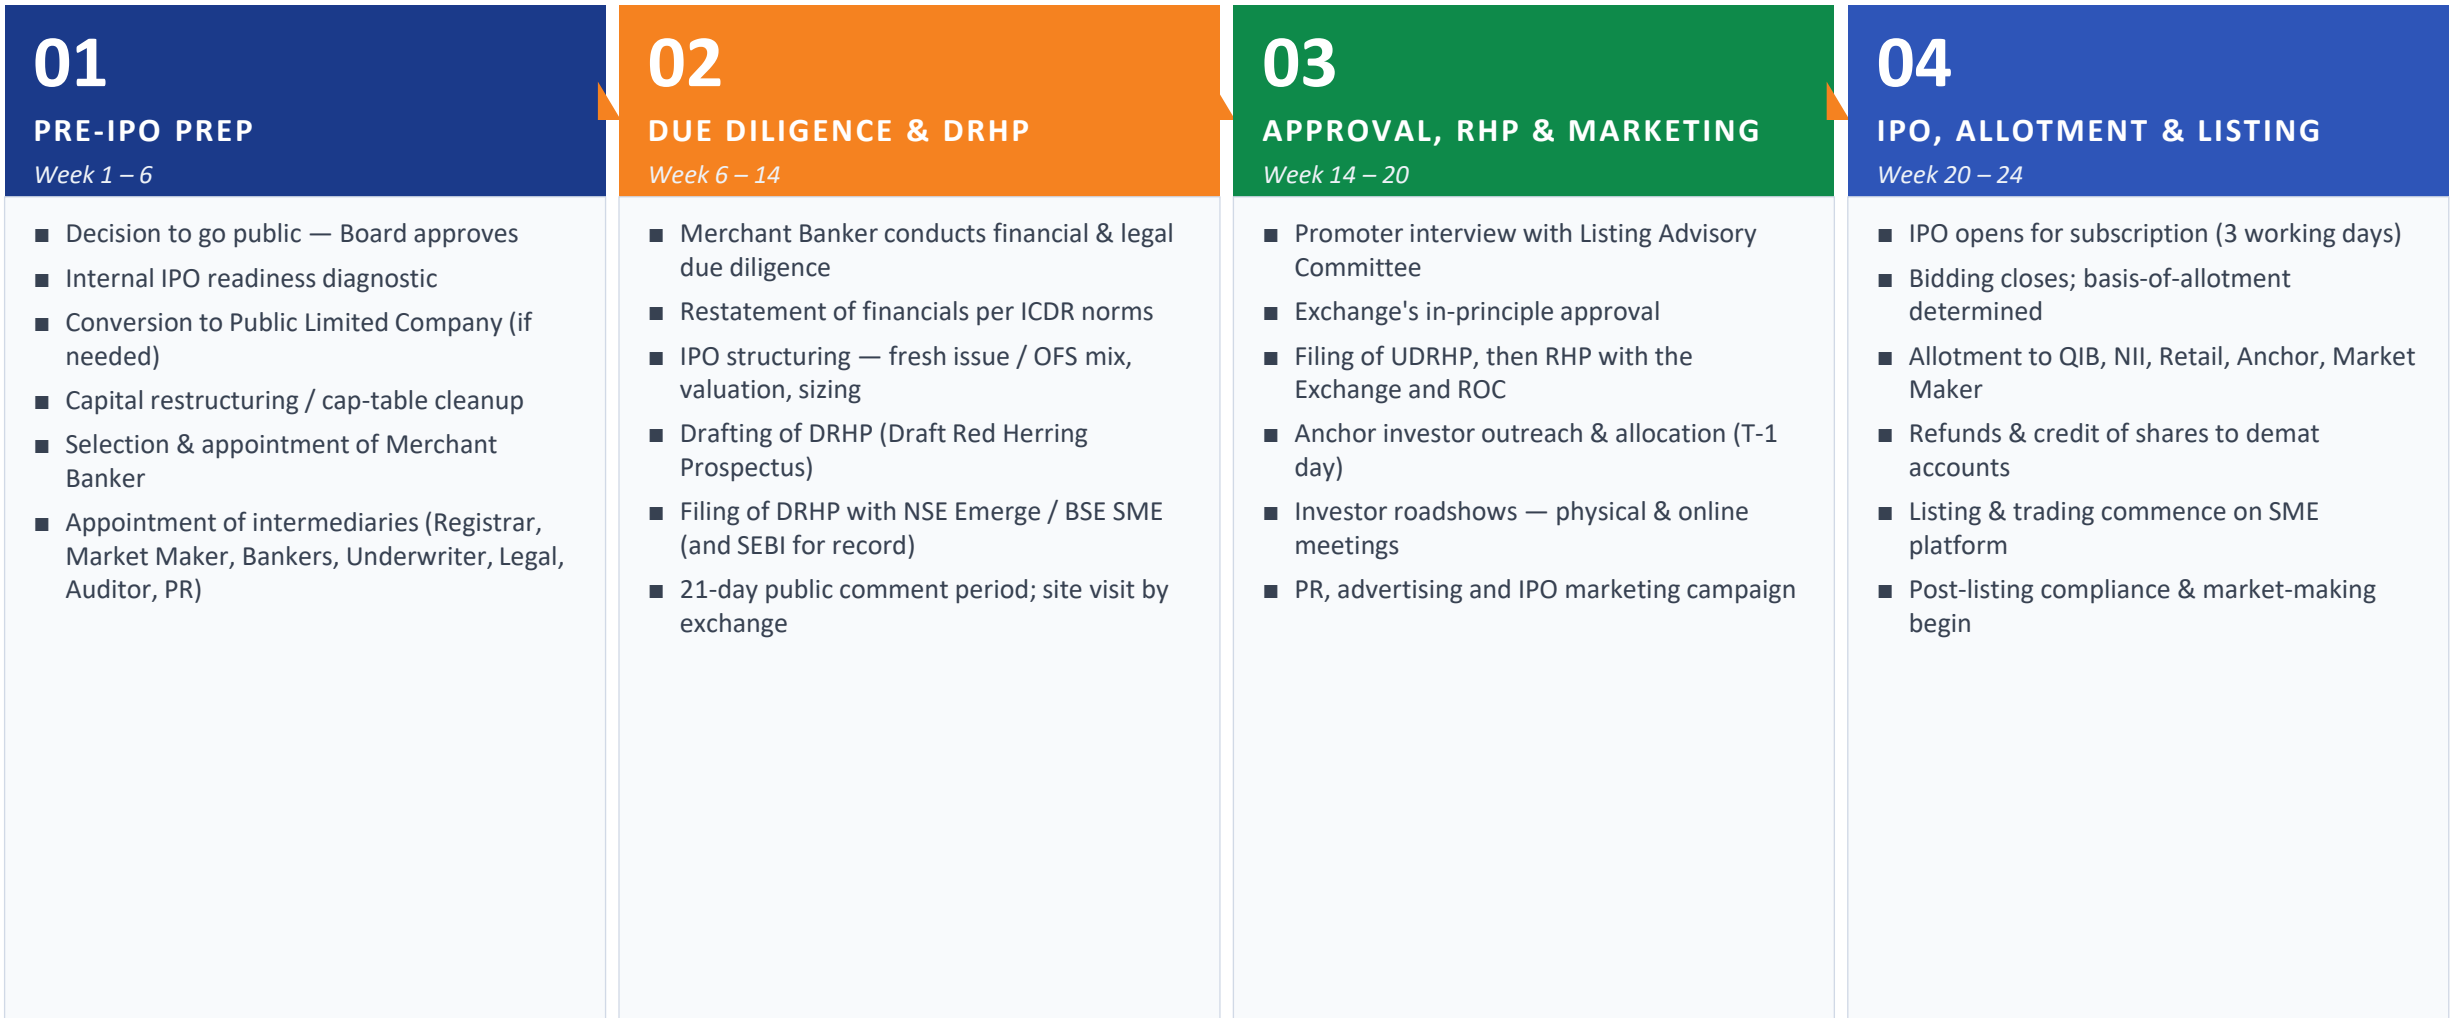 01
PRE-IPO PREP
Week 1 – 6
■ Decision to go public — Board approves
■ Internal IPO readiness diagnostic
■ Conversion to Public Limited Company (if
needed)
■ Capital restructuring / cap-table cleanup
■ Selection & appointment of Merchant
Banker
■ Appointment of intermediaries (Registrar,
Market Maker, Bankers, Underwriter, Legal,
Auditor, PR)
02
DUE DILIGENCE & DRHP
Week 6 – 14
■ Merchant Banker conducts financial & legal
due diligence
■ Restatement of financials per ICDR norms
■ IPO structuring — fresh issue / OFS mix,
valuation, sizing
■ Drafting of DRHP (Draft Red Herring
Prospectus)
■ Filing of DRHP with NSE Emerge / BSE SME
(and SEBI for record)
■ 21-day public comment period; site visit by
exchange
03
APPROVAL, RHP & MARKETING
Week 14 – 20
■ Promoter interview with Listing Advisory
Committee
■ Exchange's in-principle approval
■ Filing of UDRHP, then RHP with the
Exchange and ROC
■ Anchor investor outreach & allocation (T-1
day)
■ Investor roadshows — physical & online
meetings
■ PR, advertising and IPO marketing campaign
04
IPO, ALLOTMENT & LISTING
Week 20 – 24
■ IPO opens for subscription (3 working days)
■ Bidding closes; basis-of-allotment
determined
■ Allotment to QIB, NII, Retail, Anchor, Market
Maker
■ Refunds & credit of shares to demat
accounts
■ Listing & trading commence on SME
platform
■ Post-listing compliance & market-making
begin